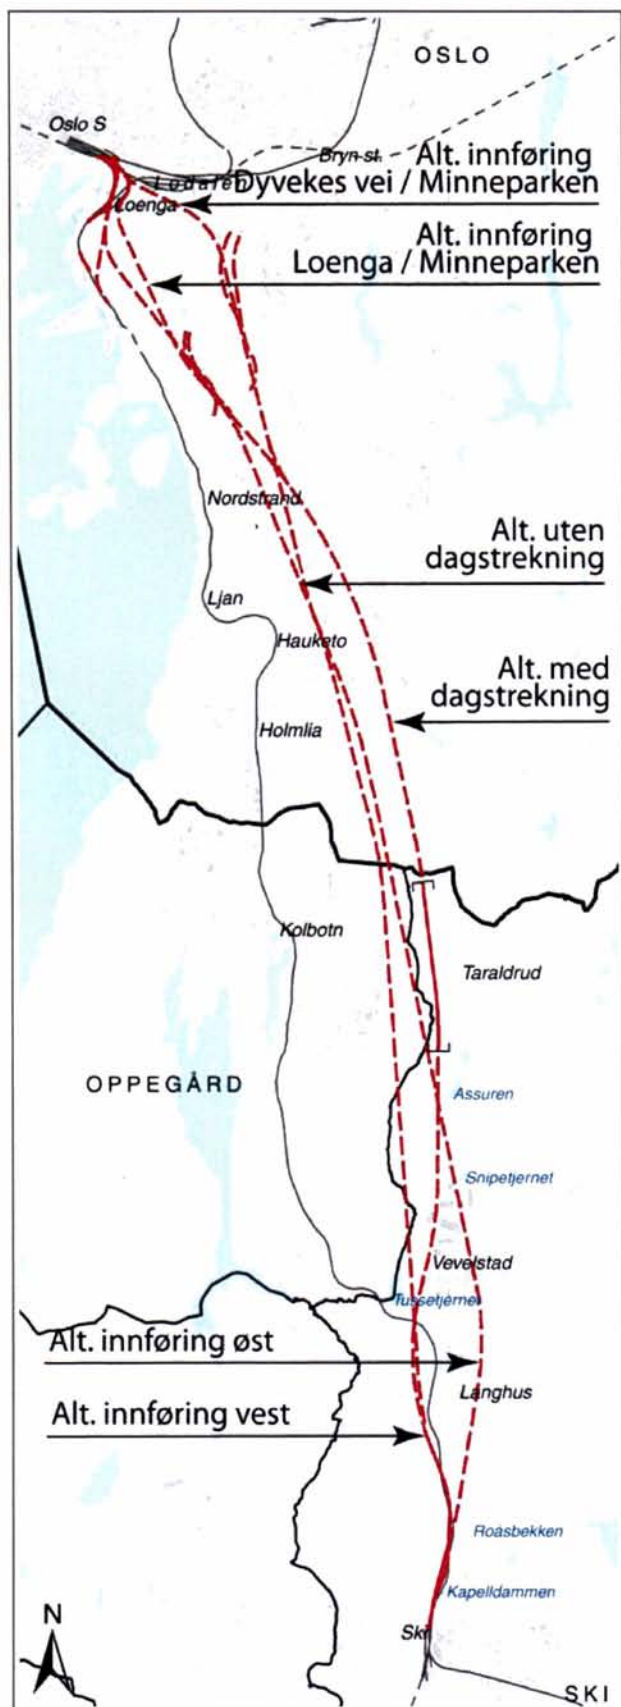 OSLO
Oslo S
Bryn st.
Lodalen
Alt. innføring
Dyvekes vei / Minneparken
Loenga
Alt. innføring
Loenga / Minneparken
Nordstrand
Alt. uten
dagstrekning
Ljan
Hauketo
Alt. med
dagstrekning
Holmlia
Kolbotn
Taraldrud
OPPEGÅRD
Assuren
Snipetjernet
Vevelstad
Tussetjernet
Alt. innføring øst
Langhus
Alt. innføring vest
Roåsbekken
Kapelldammen
N
Ski
SKI